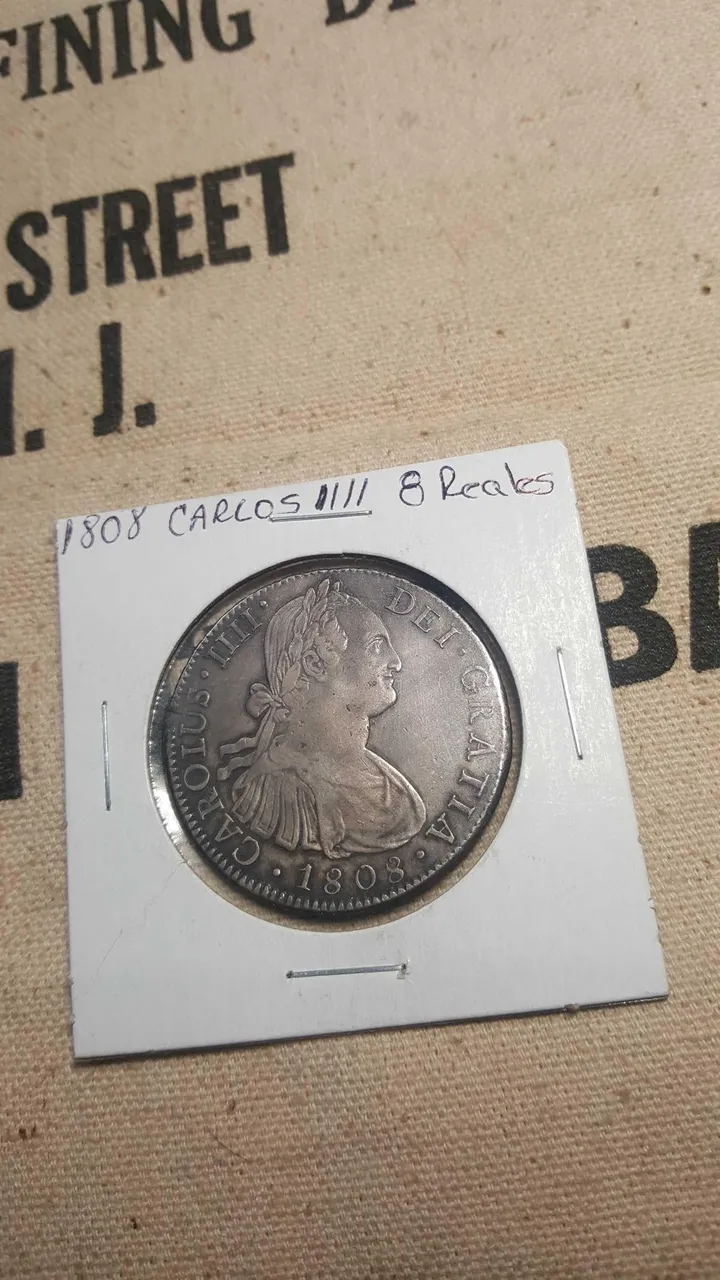 FINING
STREET
J.
1808 CARLOS IIII 8 Reales
CAROLUS · IIII · DEI · GRATIA
· 1808 ·